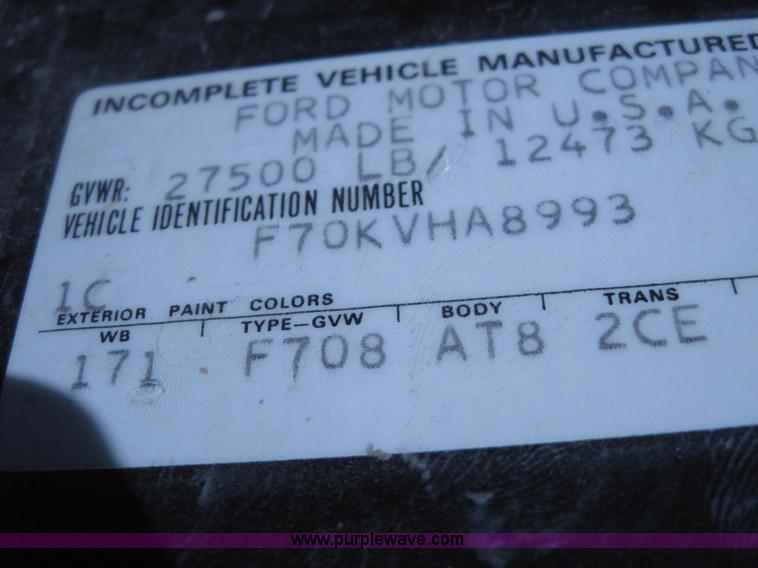 INCOMPLETE VEHICLE MANUFACTURED
FORD MOTOR COMPAN
MADE IN U.S.A.
GVWR: 27500 LB/ 12473 KG
VEHICLE IDENTIFICATION NUMBER
F70KVHA8993
1C
EXTERIOR PAINT COLORS
WB TYPE-GVW BODY TRANS
171 F708 AT8 2CE
www.purplewave.com